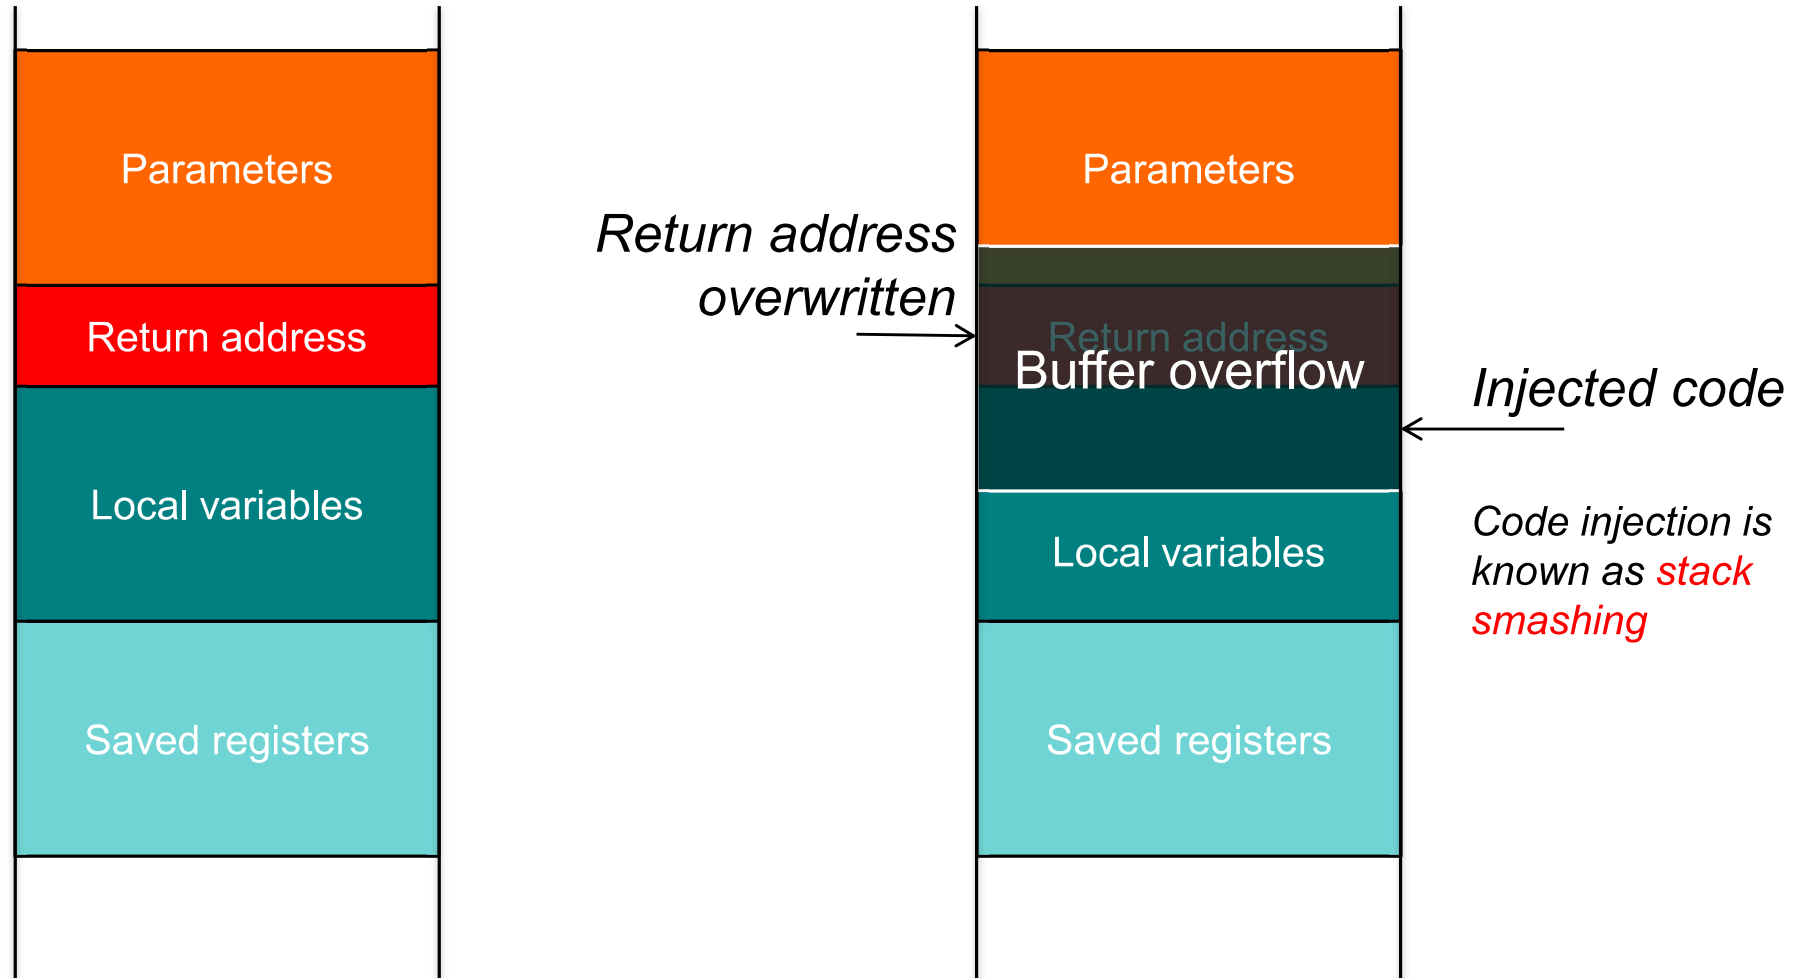 Parameters
Return address
Local variables
Saved registers
Return address
overwritten
Parameters
Return address
Buffer overflow
Local variables
Saved registers
Injected code
Code injection is
known as stack
smashing